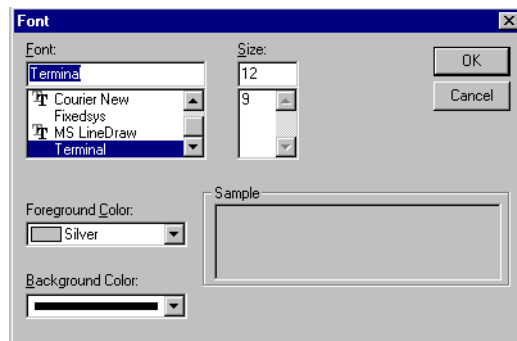 Font
Font:
Terminal
Courier New
Fixedsys
MS LineDraw
Terminal
Size:
12
9
OK
Cancel
Foreground Color:
Silver
Sample
Background Color: